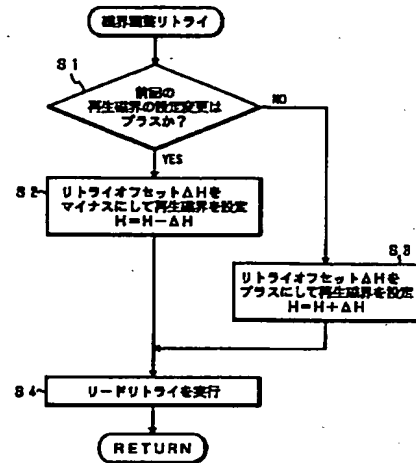 磁界調整リトライ
S1
前記の
再生磁界の設定変更は
プラスか?
NO
YES
S2
リトライオフセットΔHを
マイナスにして再生磁界を設定
H=H-ΔH
S3
リトライオフセットΔHを
プラスにして再生磁界を設定
H=H+ΔH
S4
リードリトライを実行
RETURN